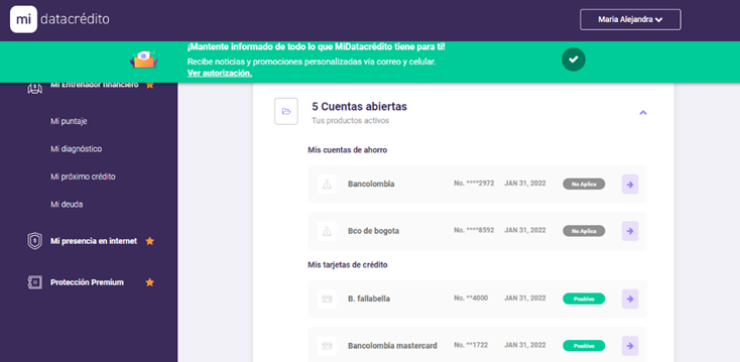 mi datacrédito
Maria Alejandra
¡Mantente informado de todo lo que MiDatacrédito tiene para ti!
Recibe noticias y promociones personalizadas vía correo y celular.
Ver autorización.
Mi Entrenador financiero
Mi puntaje
Mi diagnóstico
Mi próximo crédito
Mi deuda
Mi presencia en internet
Protección Premium
5 Cuentas abiertas
Tus productos activos
Mis cuentas de ahorro
Bancolombia No. ****2972 JAN 31, 2022 No Aplica
Bco de bogota No. ****8592 JAN 31, 2022 No Aplica
Mis tarjetas de crédito
B. fallabella No. **4000 JAN 31, 2022 Positivo
Bancolombia mastercard No. **1722 JAN 31, 2022 Positivo